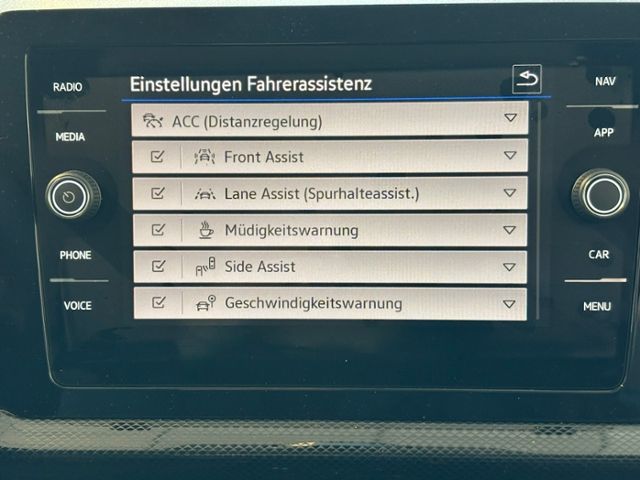 Einstellungen Fahrerassistenz
RADIO
MEDIA
PHONE
VOICE
ACC (Distanzregelung)
Front Assist
Lane Assist (Spurhalteassist.)
Müdigkeitswarnung
Side Assist
Geschwindigkeitswarnung
NAV
APP
CAR
MENU